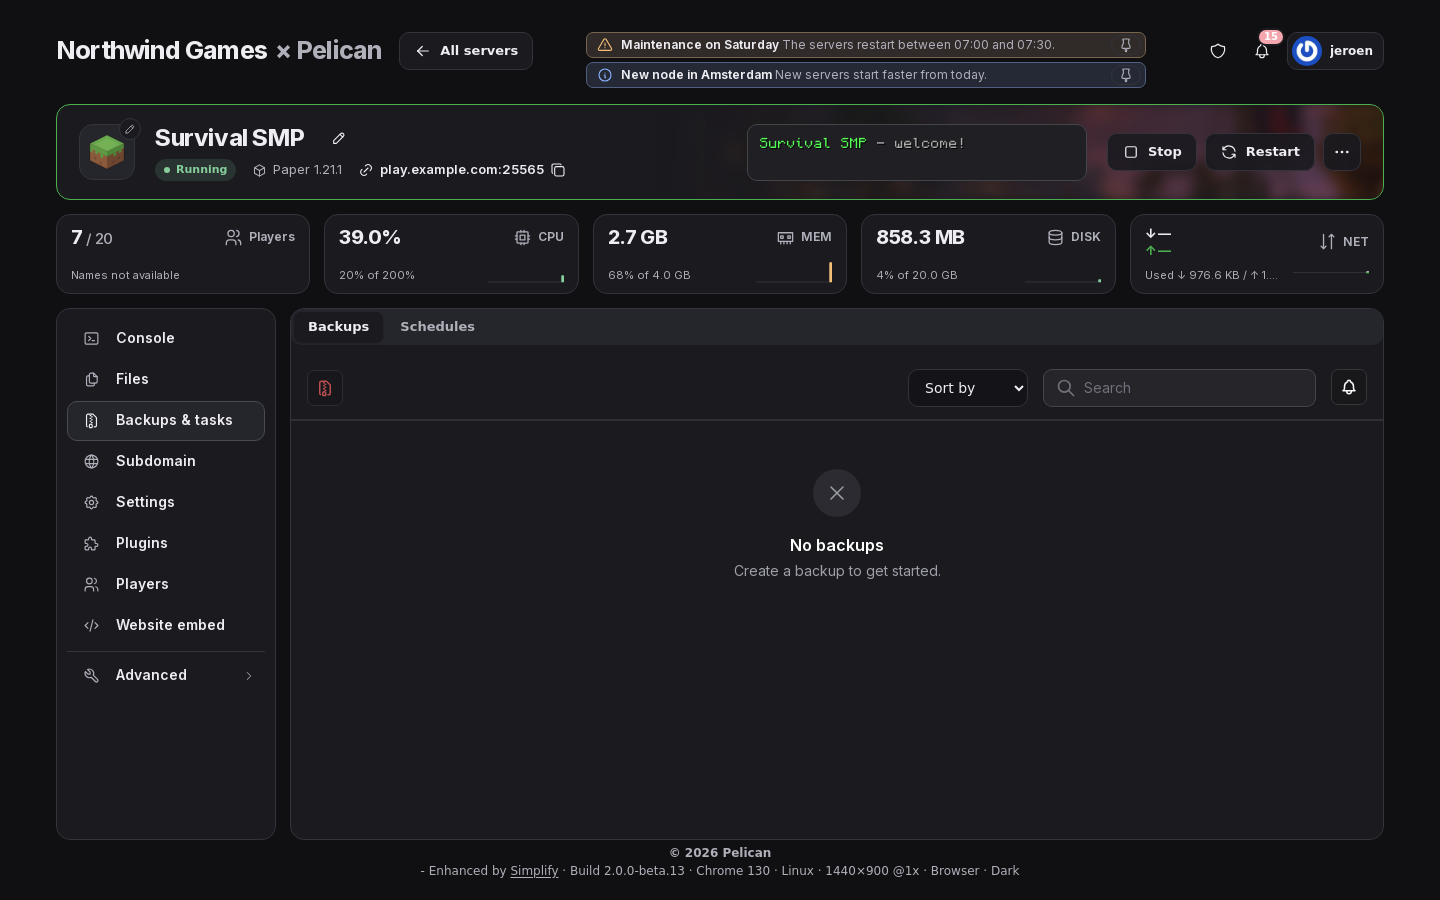 Northwind Games × Pelican
All servers
Maintenance on Saturday The servers restart between 07:00 and 07:30.
New node in Amsterdam New servers start faster from today.
15
jeroen
Survival SMP
Running
Paper 1.21.1
play.example.com:25565
Survival SMP - welcome!
Stop
Restart
7 / 20
Players
Names not available
39.0%
CPU
20% of 200%
2.7 GB
MEM
68% of 4.0 GB
858.3 MB
DISK
4% of 20.0 GB
↓—
↑—
NET
Used ↓ 976.6 KB / ↑ 1....
Console
Files
Backups & tasks
Subdomain
Settings
Plugins
Players
Website embed
Advanced
Backups
Schedules
Sort by
Search
No backups
Create a backup to get started.
© 2026 Pelican
- Enhanced by Simplify · Build 2.0.0-beta.13 · Chrome 130 · Linux · 1440×900 @1x · Browser · Dark